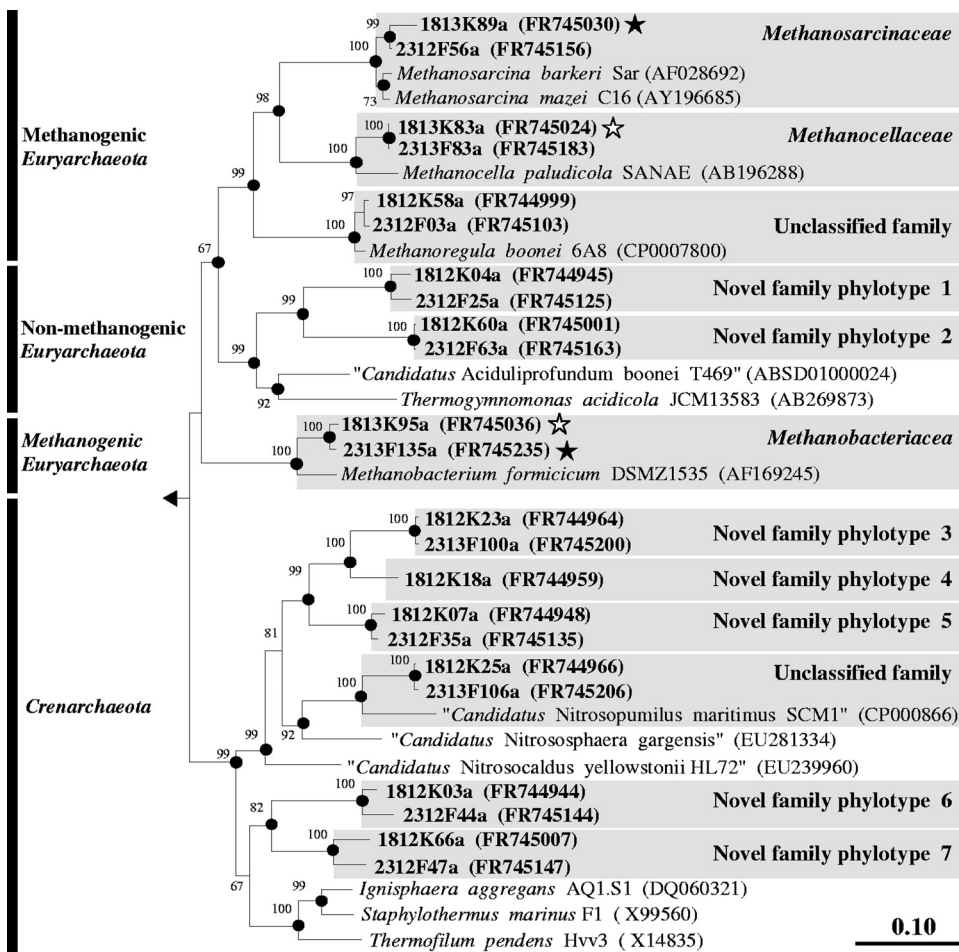 99
1813K89a (FR745030) ★
100
2312F56a (FR745156)
Methanosarcinaceae
Methanosarcina barkeri Sar (AF028692)
73
Methanosarcina mazei C16 (AY196685)
98
100
1813K83a (FR745024) ☆
Methanocellaceae
100
2313F83a (FR745183)
Methanocella paludicola SANAE (AB196288)
Methanogenic
Euryarchaeota
99
97
1812K58a (FR744999)
100
2312F03a (FR745103)
Unclassified family
Methanoregula boonei 6A8 (CP0007800)
67
100
1812K04a (FR744945)
2312F25a (FR745125)
Novel family phylotype 1
99
100
1812K60a (FR745001)
2312F63a (FR745163)
Novel family phylotype 2
Non-methanogenic
Euryarchaeota
99
"Candidatus Aciduliprofundum boonei T469" (ABSD01000024)
92
Thermogymnomonas acidicola JCM13583 (AB269873)
100
1813K95a (FR745036) ☆
Methanobacteriacea
100
2313F135a (FR745235) ★
Methanobacterium formicicum DSMZ1535 (AF169245)
Methanogenic
Euryarchaeota
100
1812K23a (FR744964)
2313F100a (FR745200)
Novel family phylotype 3
99
1812K18a (FR744959)
Novel family phylotype 4
100
1812K07a (FR744948)
2312F35a (FR745135)
Novel family phylotype 5
81
100
1812K25a (FR744966)
2313F106a (FR745206)
Unclassified family
100
"Candidatus Nitrosopumilus maritimus SCM1" (CP000866)
92
"Candidatus Nitrososphaera gargensis" (EU281334)
Crenarchaeota
99
99
"Candidatus Nitrosocaldus yellowstonii HL72" (EU239960)
100
1812K03a (FR744944)
2312F44a (FR745144)
Novel family phylotype 6
82
100
1812K66a (FR745007)
2312F47a (FR745147)
Novel family phylotype 7
67
99
Ignisphaera aggregans AQ1.S1 (DQ060321)
Staphylothermus marinus F1 ( X99560)
100
Thermofilum pendens Hvv3 ( X14835)
0.10